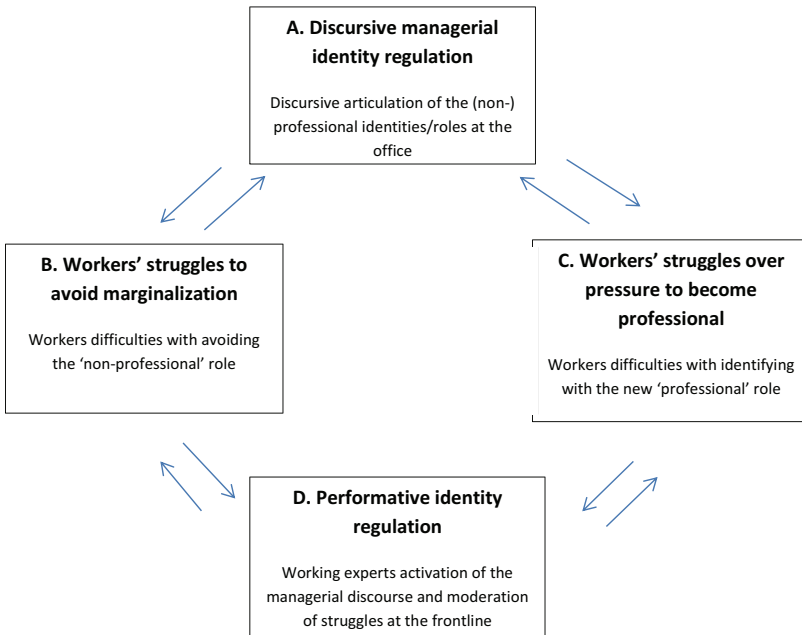 A. Discursive managerial
identity regulation
Discursive articulation of the (non-)
professional identities/roles at the
office
B. Workers’ struggles to
avoid marginalization
Workers difficulties with avoiding
the ‘non-professional’ role
C. Workers’ struggles over
pressure to become
professional
Workers difficulties with identifying
with the new ‘professional’ role
D. Performative identity
regulation
Working experts activation of the
managerial discourse and moderation
of struggles at the frontline